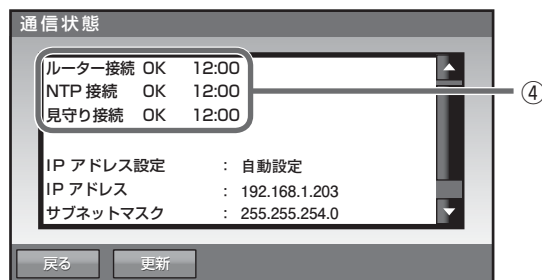 通信状態
ルーター接続 OK 12:00
NTP 接続 OK 12:00
見守り接続 OK 12:00
④
IP アドレス設定 : 自動設定
IP アドレス : 192.168.1.203
サブネットマスク : 255.255.254.0
戻る 更新